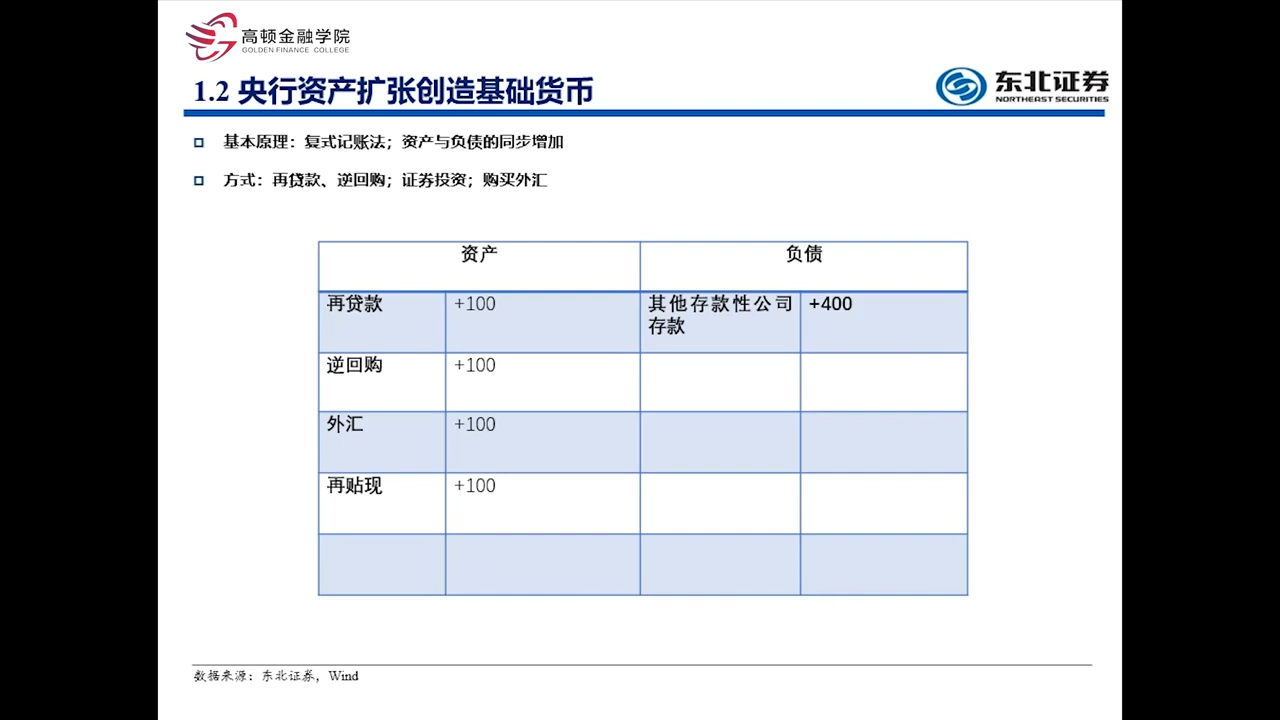 高顿金融学院
GOLDEN FINANCE COLLEGE
1.2 央行资产扩张创造基础货币
东北证券
NORTHEAST SECURITIES
基本原理：复式记账法；资产与负债的同步增加
方式：再贷款、逆回购；证券投资；购买外汇
资产 负债
再贷款 +100 其他存款性公司 +400
存款
逆回购 +100
外汇 +100
再贴现 +100
数据来源：东北证券，Wind